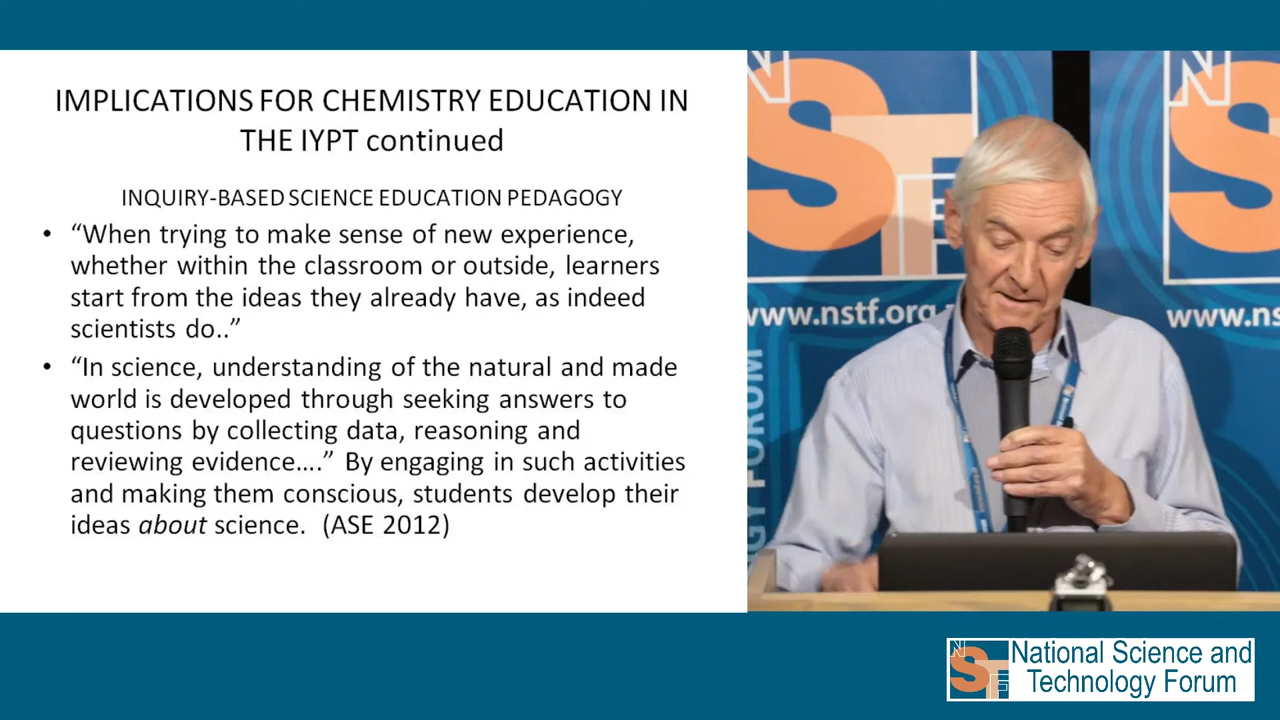 IMPLICATIONS FOR CHEMISTRY EDUCATION IN
THE IYPT continued
INQUIRY-BASED SCIENCE EDUCATION PEDAGOGY
• “When trying to make sense of new experience,
whether within the classroom or outside, learners
start from the ideas they already have, as indeed
scientists do..”
• “In science, understanding of the natural and made
world is developed through seeking answers to
questions by collecting data, reasoning and
reviewing evidence….” By engaging in such activities
and making them conscious, students develop their
ideas about science. (ASE 2012)
NSTF
www.nstf.org.
www.ns
FORUM
NSTF
National Science and
Technology Forum